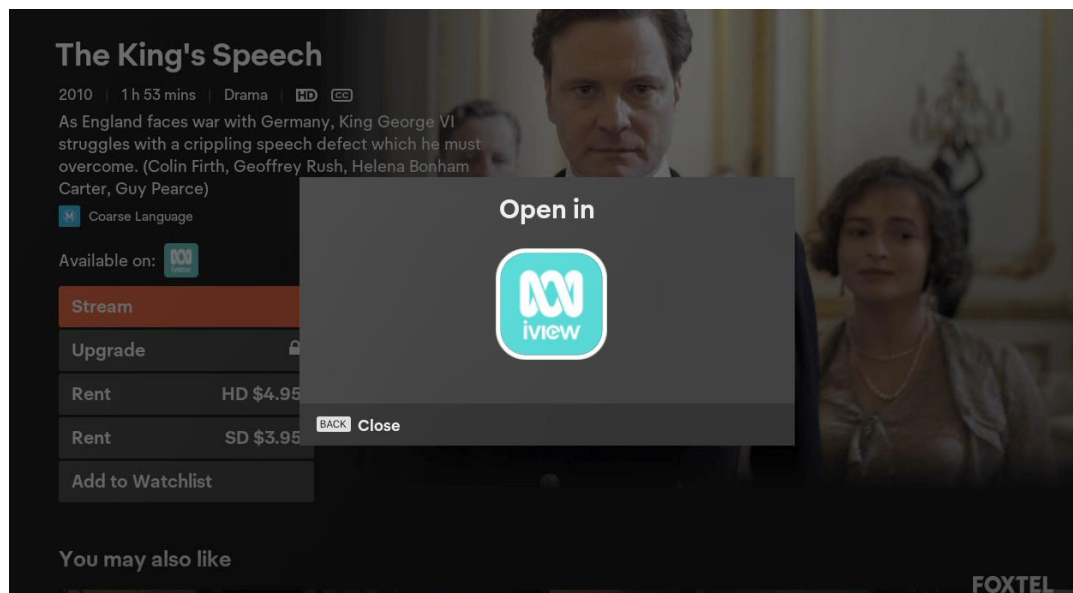 The King's Speech
2010 | 1 h 53 mins | Drama | HD CC
As England faces war with Germany, King George VI
struggles with a crippling speech defect which he must
overcome. (Colin Firth, Geoffrey Rush, Helena Bonham
Carter, Guy Pearce)
M Coarse Language
Available on: iview
Stream
Upgrade
Rent HD $4.95
Rent SD $3.95
Add to Watchlist
Open in
iview
BACK Close
You may also like
FOXTEL